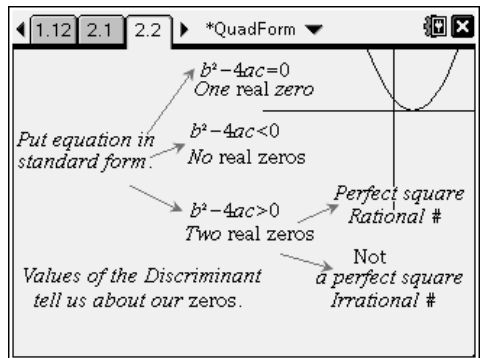 1.12 2.1 2.2 *QuadForm
b²−4ac=0
One real zero
Put equation in
standard form.
b²−4ac<0
No real zeros
b²−4ac>0
Two real zeros
Perfect square
Rational #
Not
a perfect square
Irrational #
Values of the Discriminant
tell us about our zeros.